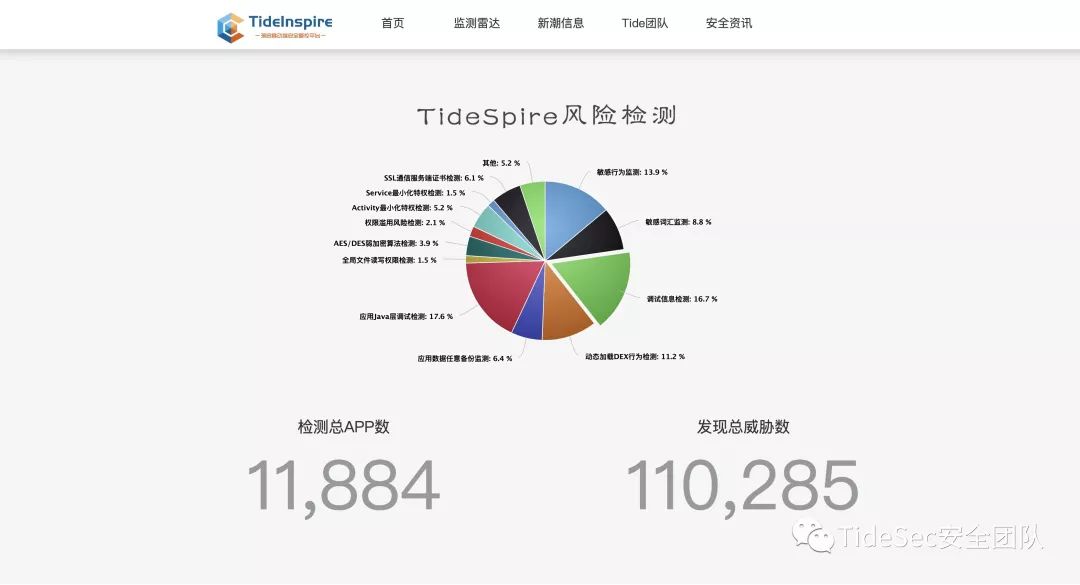 TideInspire
首页
监测雷达
新潮信息
Tide团队
安全资讯
TideSpire风险检测
其他: 5.2 %
SSL通信服务端证书检测: 6.1 %
Service最小化特权检测: 1.5 %
Activity最小化特权检测: 5.2 %
权限滥用风险检测: 2.1 %
AES/DES弱加密算法检测: 3.9 %
全局文件读写权限检测: 1.5 %
应用Java层调试检测: 17.6 %
应用数据任意备份监测: 6.4 %
敏感行为监测: 13.9 %
敏感词汇监测: 8.8 %
调试信息检测: 16.7 %
动态加载DEX行为检测: 11.2 %
检测总APP数
11,884
发现总威胁数
110,285
TideSec安全团队